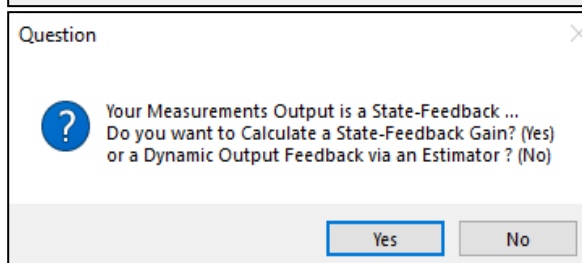 Question
Your Measurements Output is a State-Feedback ...
Do you want to Calculate a State-Feedback Gain? (Yes)
or a Dynamic Output Feedback via an Estimator ? (No)
Yes No